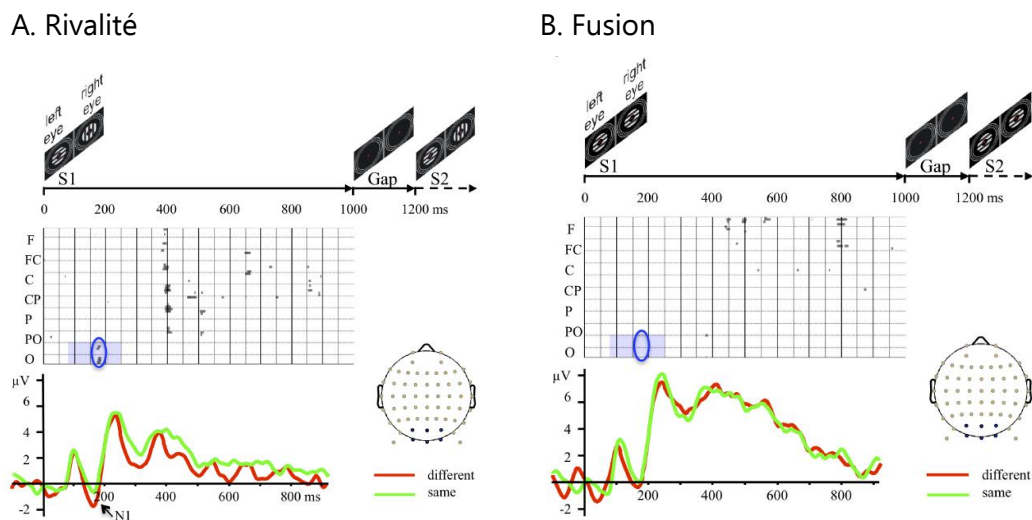 A. Rivalité
left eye
right eye
S1
Gap
S2
0 200 400 600 800 1000 1200 ms
F
FC
C
CP
P
PO
O
µV
6
4
2
0
-2
200 400 600 800 ms
N1
different
same
B. Fusion
left eye
right eye
S1
Gap
S2
0 200 400 600 800 1000 1200 ms
F
FC
C
CP
P
PO
O
µV
6
4
2
0
-2
200 400 600 800
different
same